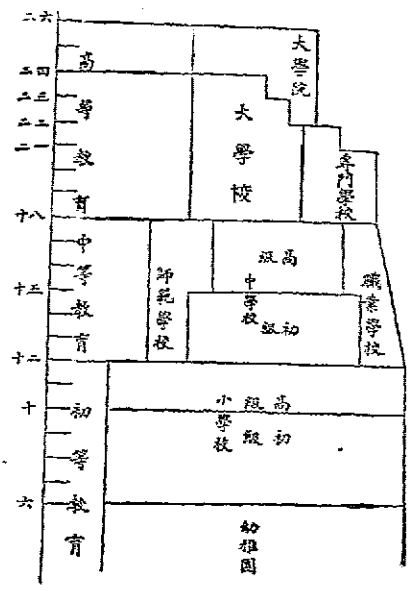 二六
二四
二三
二二
二一
十八
十五
十二
十
六
高等教育
中等教育
初等教育
大學院
大學校
專門學校
師範學校
中學校
高級
初級
職業學校
小學校
高級
初級
幼稚園